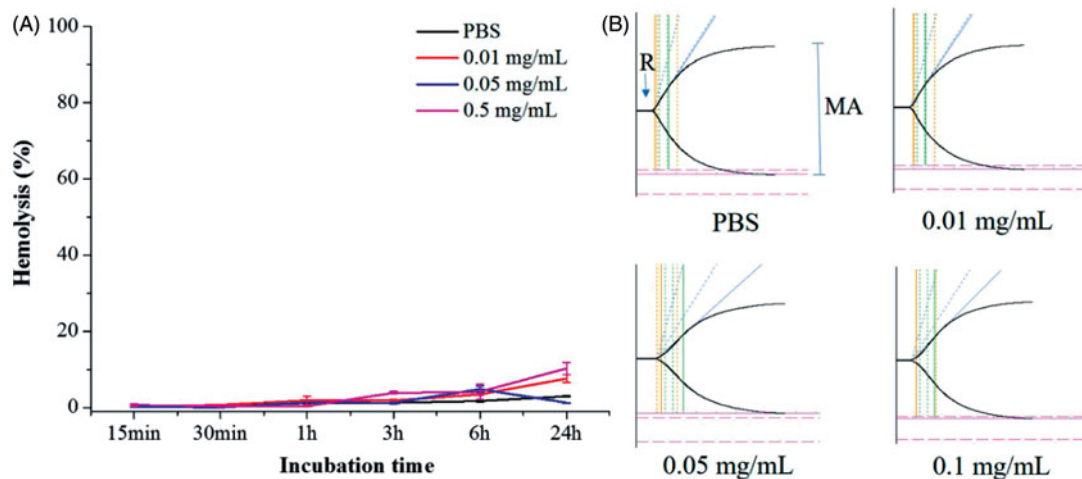 (A)
100
80
60
40
20
0
Hemolysis (%)
PBS
0.01 mg/mL
0.05 mg/mL
0.5 mg/mL
15min 30min 1h 3h 6h 24h
Incubation time
(B)
R
MA
PBS
0.01 mg/mL
0.05 mg/mL
0.1 mg/mL